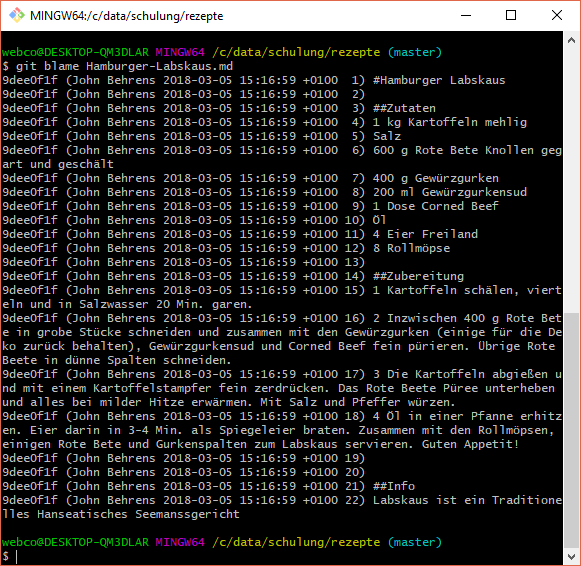 MINGW64:/c/data/schulung/rezepte
webco@DESKTOP-QM3DLAR MINGW64 /c/data/schulung/rezepte (master)
$ git blame Hamburger-Labskaus.md
9dee0f1f (John Behrens 2018-03-05 15:16:59 +0100  1) #Hamburger Labskaus
9dee0f1f (John Behrens 2018-03-05 15:16:59 +0100  2)
9dee0f1f (John Behrens 2018-03-05 15:16:59 +0100  3) ##Zutaten
9dee0f1f (John Behrens 2018-03-05 15:16:59 +0100  4) 1 kg Kartoffeln mehlig
9dee0f1f (John Behrens 2018-03-05 15:16:59 +0100  5) Salz
9dee0f1f (John Behrens 2018-03-05 15:16:59 +0100  6) 600 g Rote Bete Knollen geg
art und geschält
9dee0f1f (John Behrens 2018-03-05 15:16:59 +0100  7) 400 g Gewürzgurken
9dee0f1f (John Behrens 2018-03-05 15:16:59 +0100  8) 200 ml Gewürzgurkensud
9dee0f1f (John Behrens 2018-03-05 15:16:59 +0100  9) 1 Dose Corned Beef
9dee0f1f (John Behrens 2018-03-05 15:16:59 +0100 10) Öl
9dee0f1f (John Behrens 2018-03-05 15:16:59 +0100 11) 4 Eier Freiland
9dee0f1f (John Behrens 2018-03-05 15:16:59 +0100 12) 8 Rollmöpse
9dee0f1f (John Behrens 2018-03-05 15:16:59 +0100 13)
9dee0f1f (John Behrens 2018-03-05 15:16:59 +0100 14) ##Zubereitung
9dee0f1f (John Behrens 2018-03-05 15:16:59 +0100 15) 1 Kartoffeln schälen, viert
eln und in Salzwasser 20 Min. garen.
9dee0f1f (John Behrens 2018-03-05 15:16:59 +0100 16) 2 Inzwischen 400 g Rote Bet
e in grobe Stücke schneiden und zusammen mit den Gewürzgurken (einige für die De
ko zurück behalten), Gewürzgurkensud und Corned Beef fein pürieren. Übrige Rote
Beete in dünne Spalten schneiden.
9dee0f1f (John Behrens 2018-03-05 15:16:59 +0100 17) 3 Die Kartoffeln abgießen u
nd mit einem Kartoffelstampfer fein zerdrücken. Das Rote Beete Püree unterheben
und alles bei milder Hitze erwärmen. Mit Salz und Pfeffer würzen.
9dee0f1f (John Behrens 2018-03-05 15:16:59 +0100 18) 4 Öl in einer Pfanne erhitz
en. Eier darin in 3-4 Min. als Spiegeleier braten. Zusammen mit den Rollmöpsen,
einigen Rote Bete und Gurkenspalten zum Labskaus servieren. Guten Appetit!
9dee0f1f (John Behrens 2018-03-05 15:16:59 +0100 19)
9dee0f1f (John Behrens 2018-03-05 15:16:59 +0100 20)
9dee0f1f (John Behrens 2018-03-05 15:16:59 +0100 21) ##Info
9dee0f1f (John Behrens 2018-03-05 15:16:59 +0100 22) Labskaus ist ein Traditione
lles Hanseatisches Seemanssgericht
webco@DESKTOP-QM3DLAR MINGW64 /c/data/schulung/rezepte (master)
$